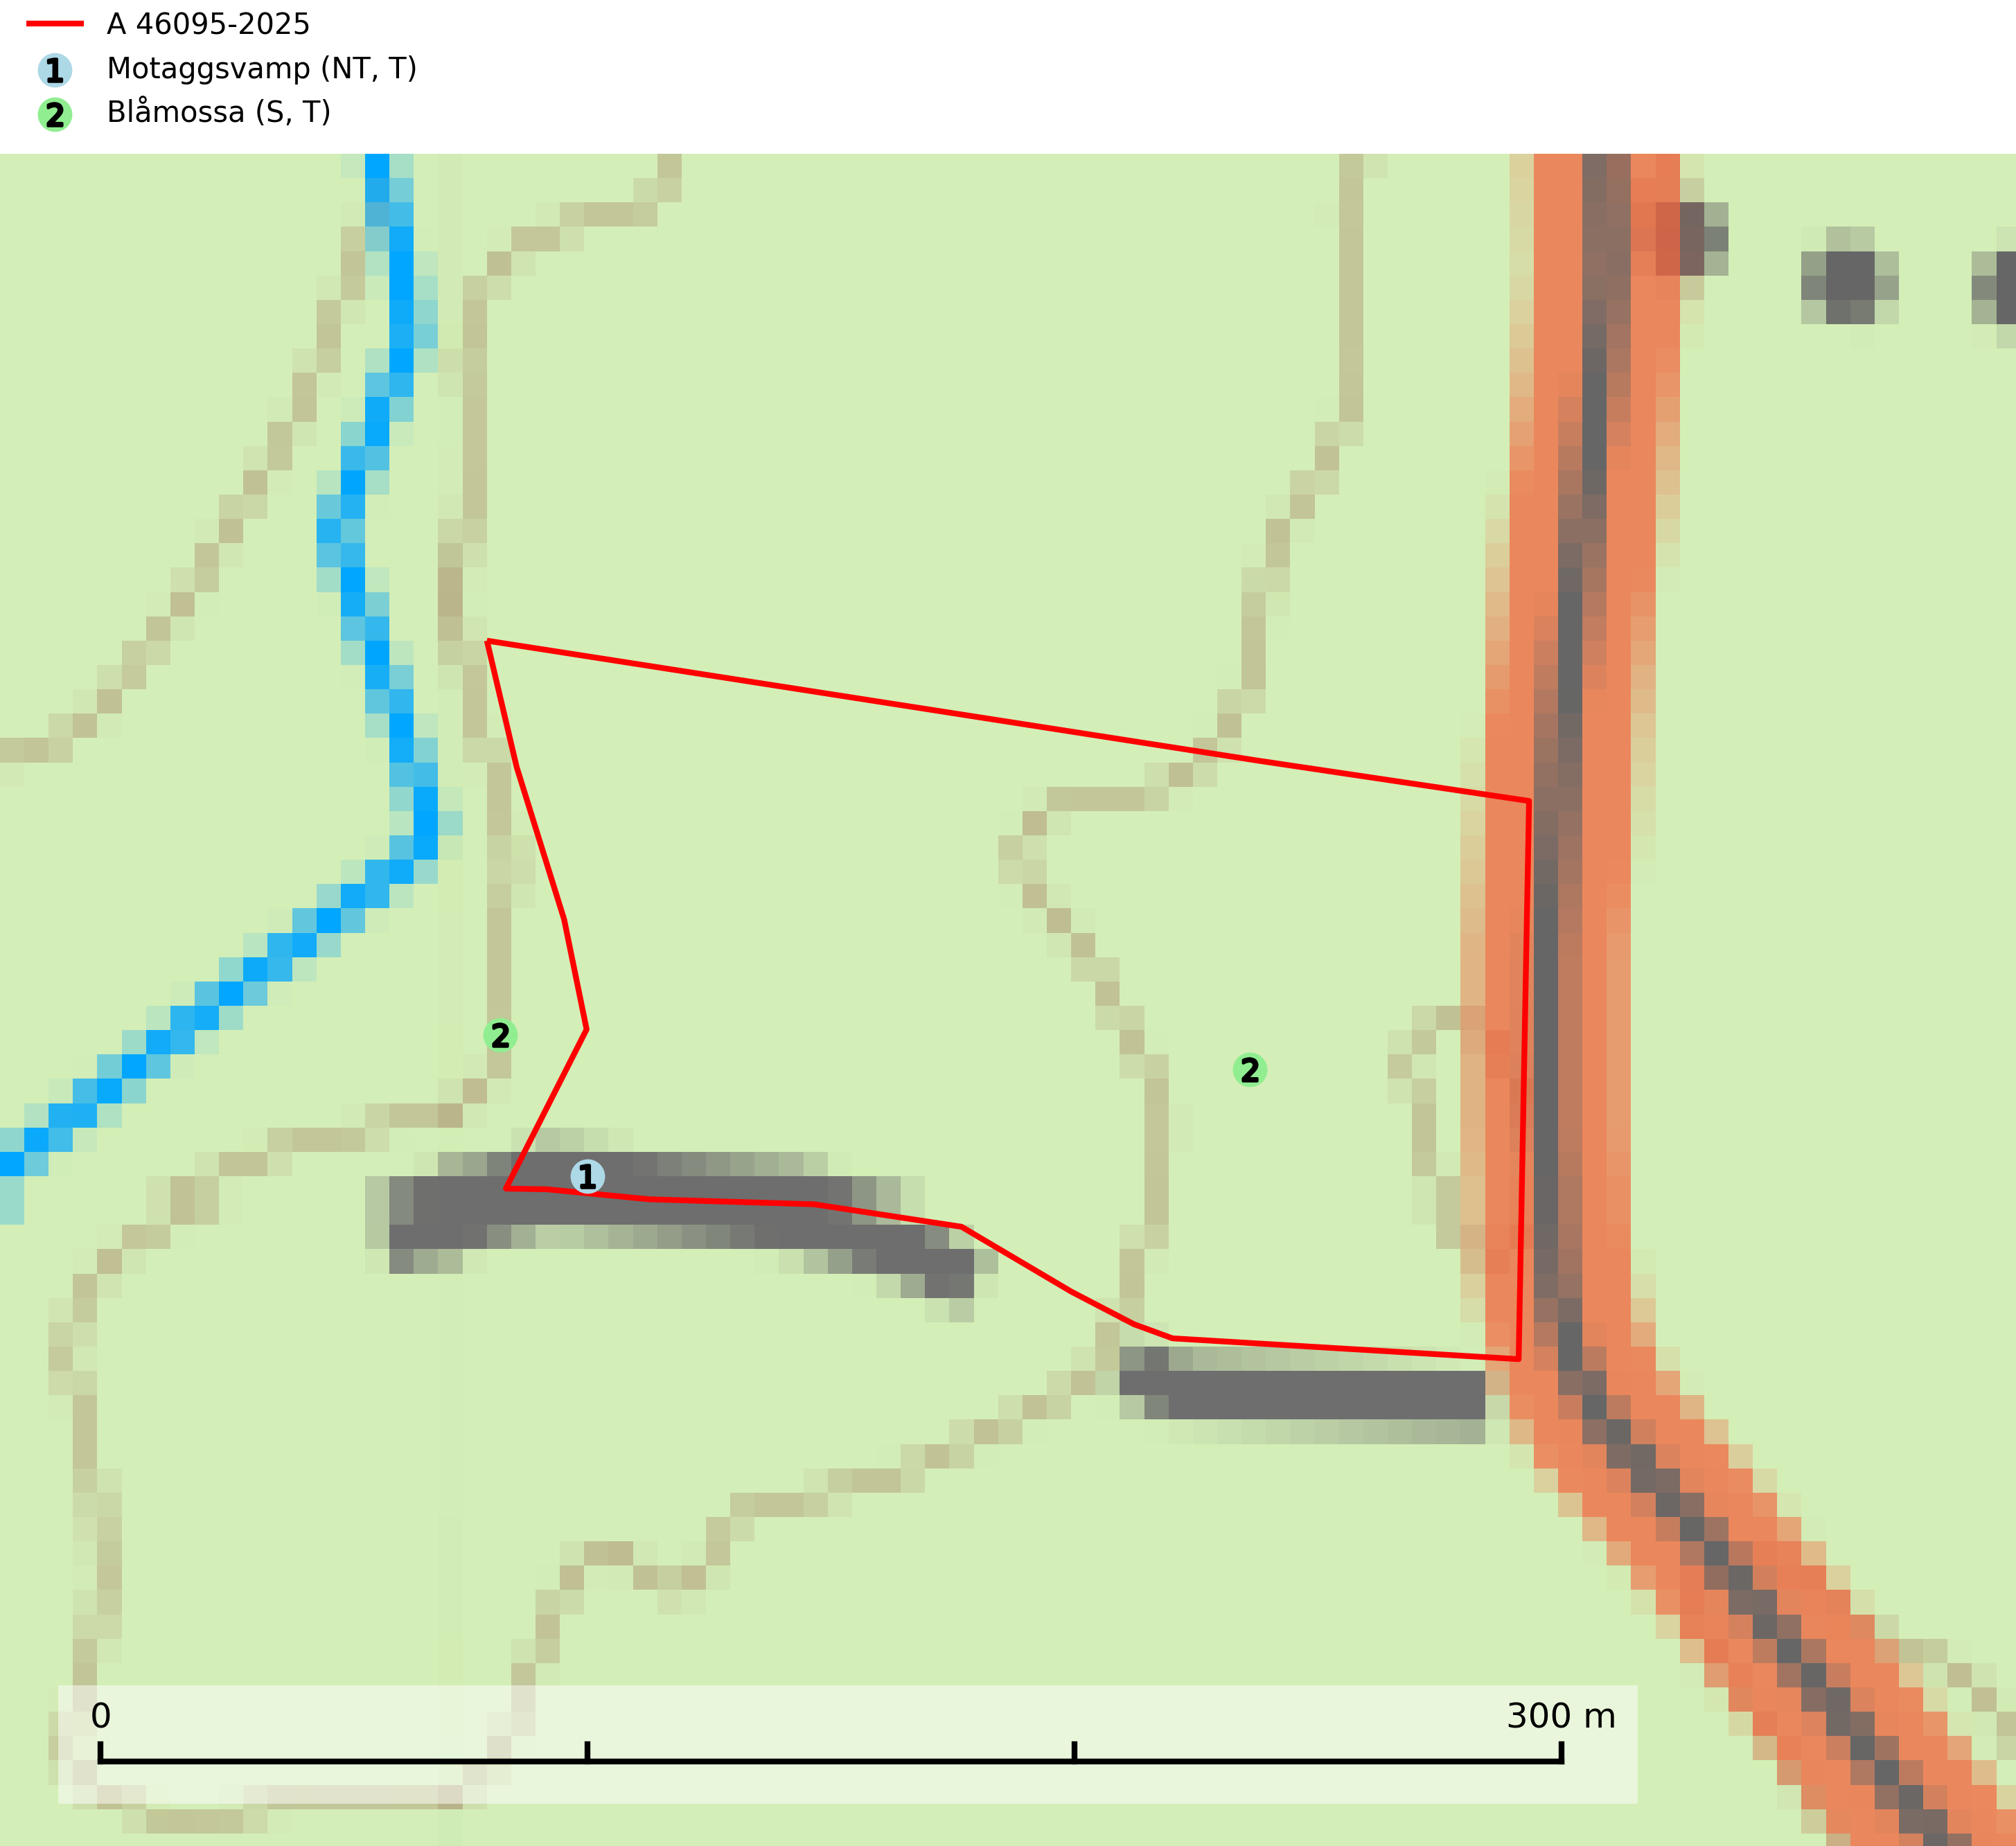 A 46095-2025
1 Motaggsvamp (NT, T)
2 Blåmossa (S, T)
2
2
1
0 300 m